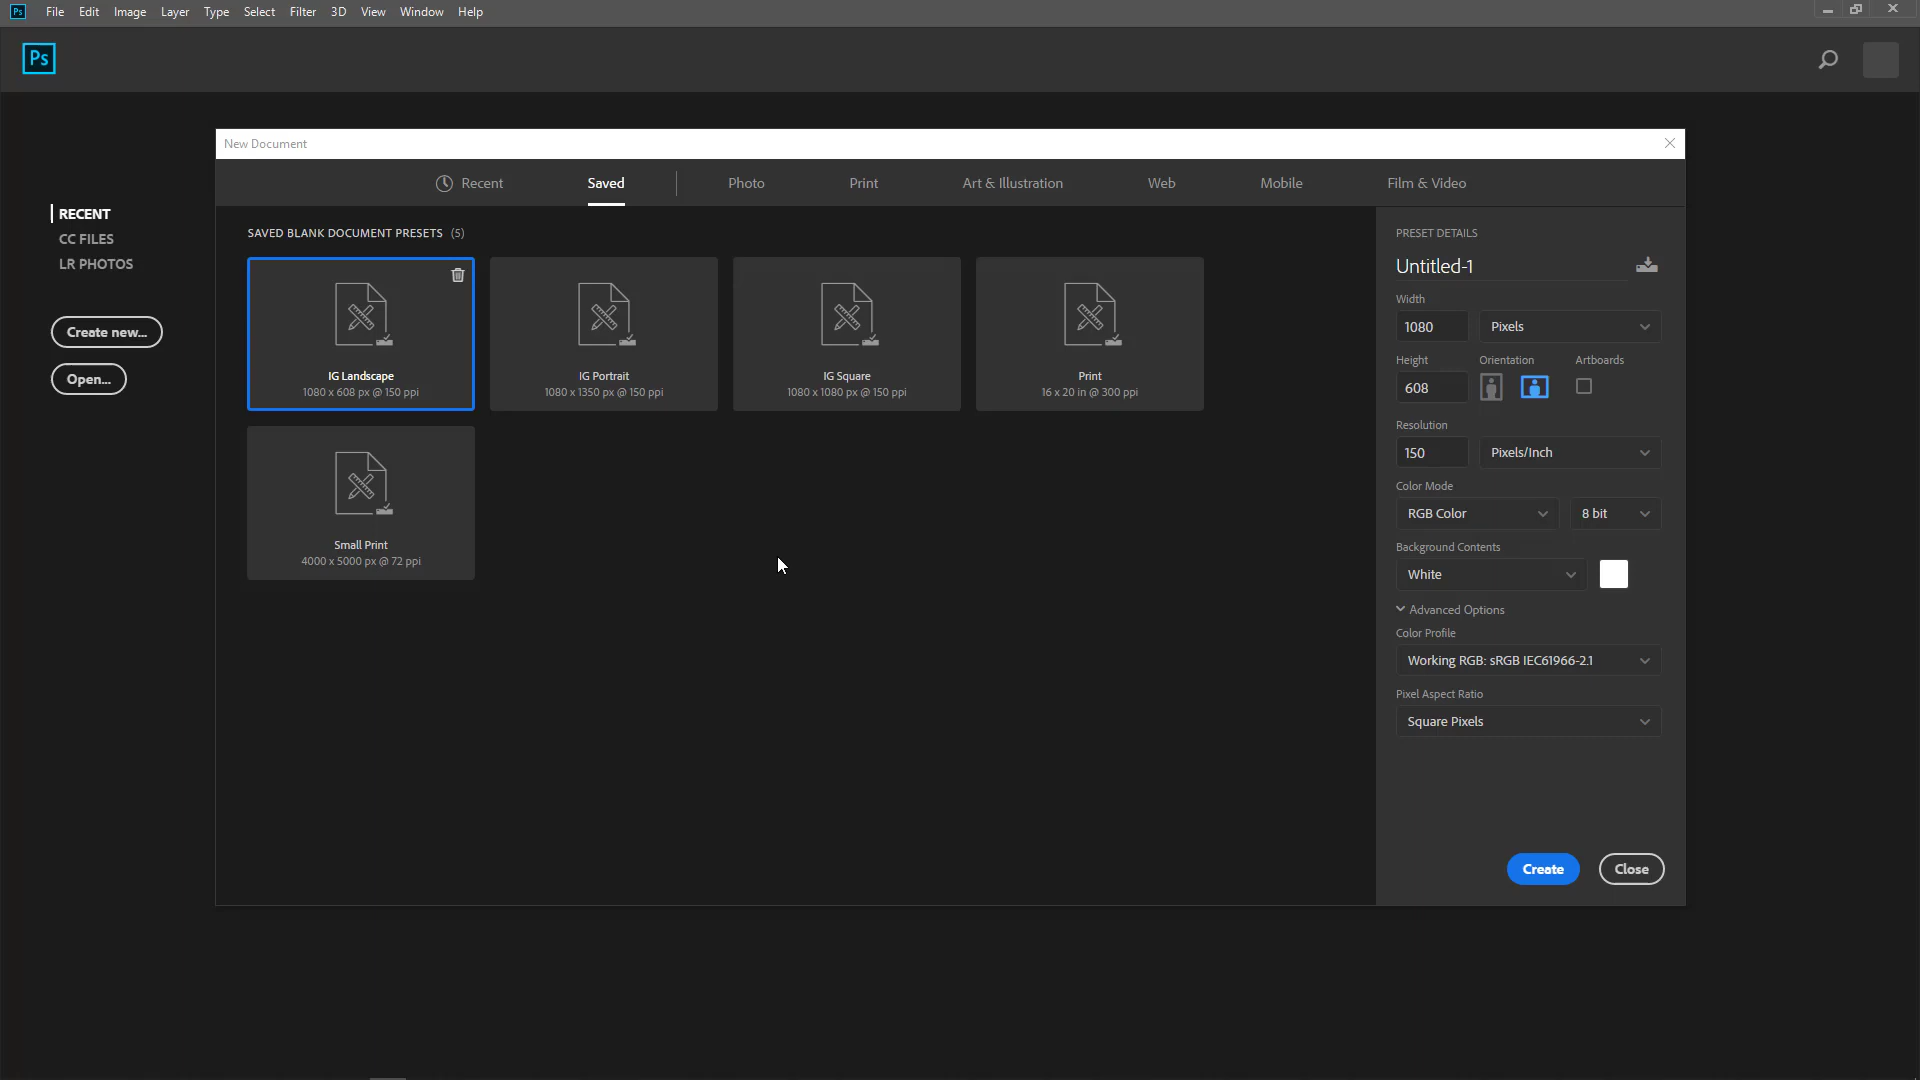 Ps File Edit Image Layer Type Select Filter 3D View Window Help
Ps
New Document
Recent Saved Photo Print Art & Illustration Web Mobile Film & Video
RECENT
CC FILES
LR PHOTOS
Create new...
Open...
SAVED BLANK DOCUMENT PRESETS (5)
IG Landscape
1080 x 608 px @ 150 ppi
IG Portrait
1080 x 1350 px @ 150 ppi
IG Square
1080 x 1080 px @ 150 ppi
Print
16 x 20 in @ 300 ppi
Small Print
4000 x 5000 px @ 72 ppi
PRESET DETAILS
Untitled-1
Width
1080 Pixels
Height Orientation Artboards
608
Resolution
150 Pixels/Inch
Color Mode
RGB Color 8 bit
Background Contents
White
Advanced Options
Color Profile
Working RGB: sRGB IEC61966-2.1
Pixel Aspect Ratio
Square Pixels
Create Close